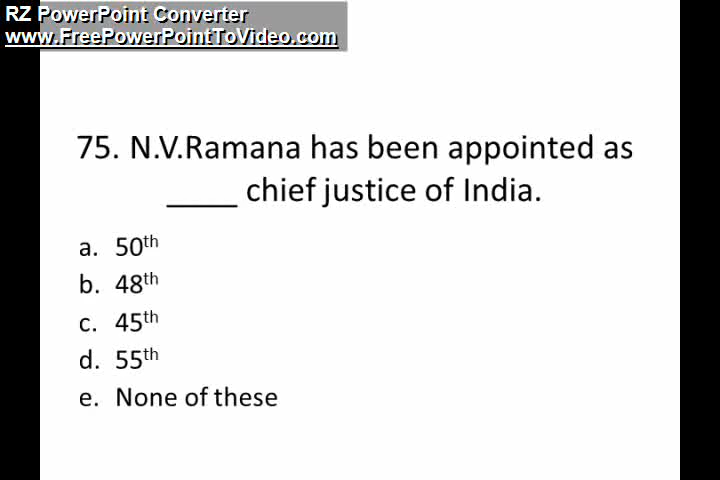 RZ PowerPoint Converter
www.FreePowerPointToVideo.com
75. N.V.Ramana has been appointed as
____ chief justice of India.
a. 50th
b. 48th
c. 45th
d. 55th
e. None of these